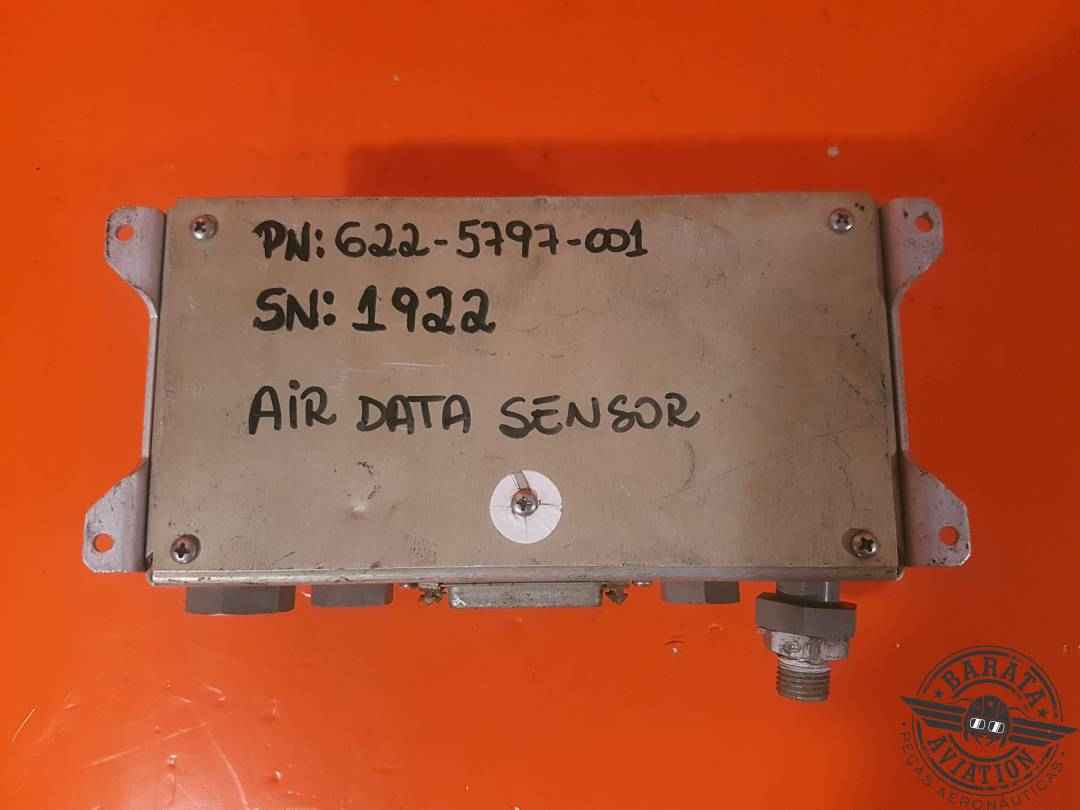 PN: 622-5797-001
SN: 1922
AiR DATA SENSOR
BARATA
AVIATION
PEÇAS AERONÁUTICAS